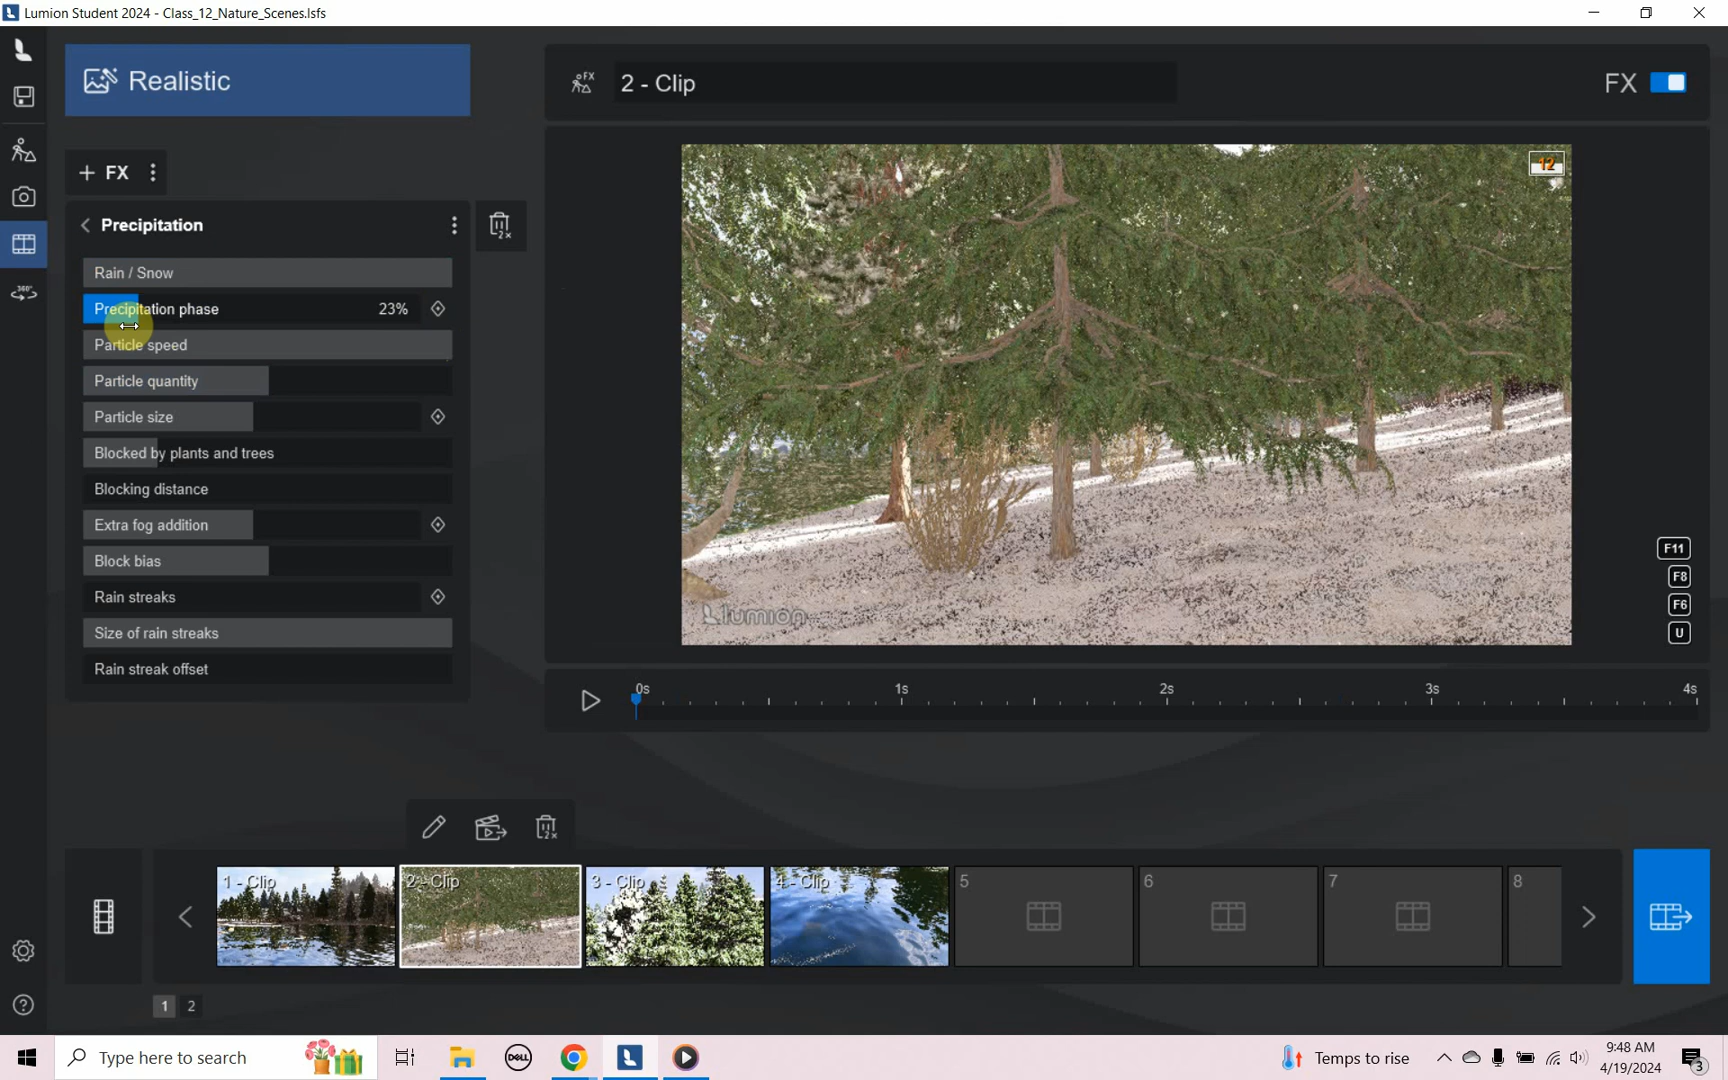 Lumion Student 2024 - Class_12_Nature_Scenes.lsfs
Realistic
2 - Clip
FX
+ FX
12
Precipitation
Rain / Snow
Precipitation phase 23%
Particle speed
Particle quantity
Particle size
Blocked by plants and trees
Blocking distance
Extra fog addition
Block bias
Rain streaks
Size of rain streaks
Rain streak offset
360°
F11
F8
F6
U
Lumion
0s 1s 2s 3s 4s
1 - Clip
2 - Clip
3 - Clip
4 - Clip
5
6
7
8
1 2
Type here to search
DELL
Temps to rise
9:48 AM
4/19/2024
3